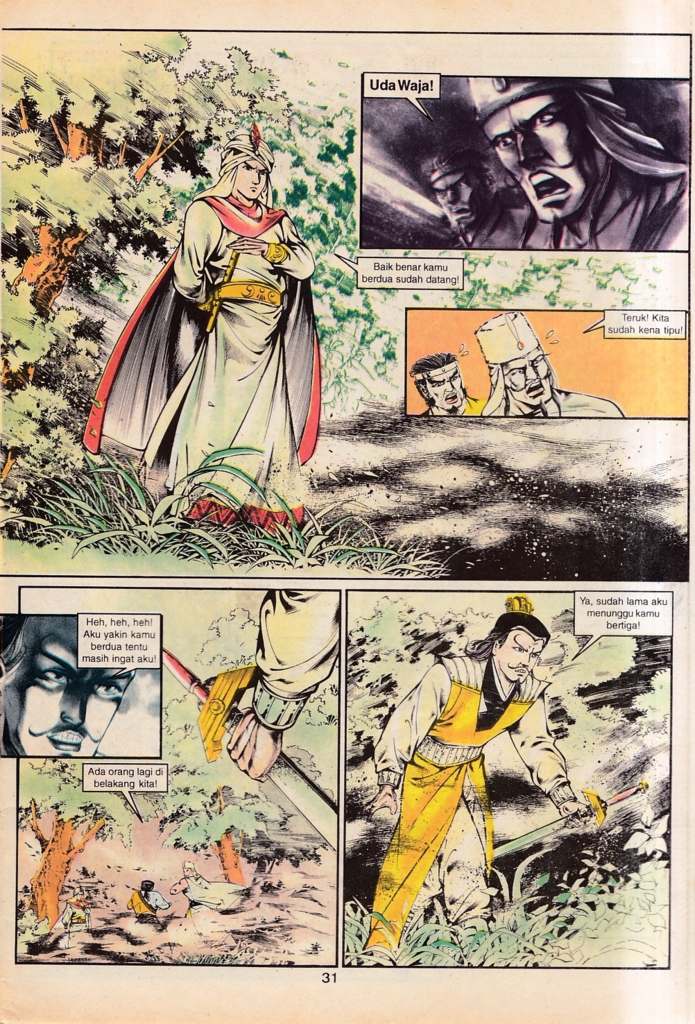 Uda Waja!
Baik benar kamu
berdua sudah datang!
Teruk! Kita
sudah kena tipu!
Heh, heh, heh!
Aku yakin kamu
berdua tentu
masih ingat aku!
Ada orang lagi di
belakang kita!
Ya, sudah lama aku
menunggu kamu
bertiga!
31